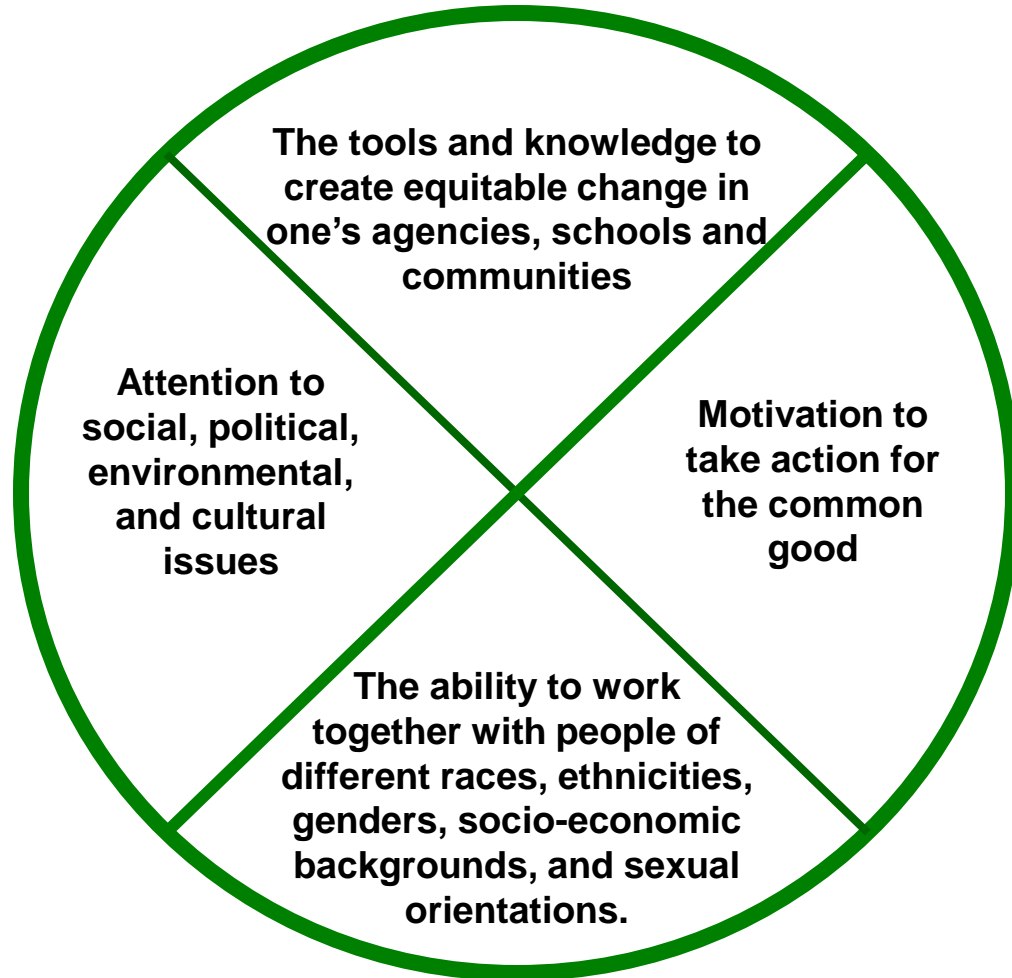 The tools and knowledge to
create equitable change in
one’s agencies, schools and
communities
Attention to
social, political,
environmental,
and cultural
issues
Motivation to
take action for
the common
good
The ability to work
together with people of
different races, ethnicities,
genders, socio-economic
backgrounds, and sexual
orientations.